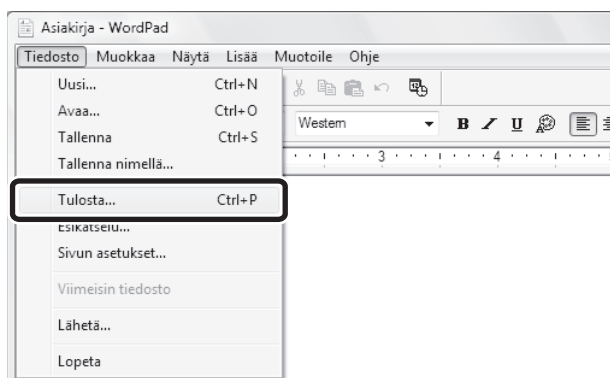 Asiakirja - WordPad
Tiedosto Muokkaa Näytä Lisää Muotoile Ohje
Uusi... Ctrl+N
Avaa... Ctrl+O
Tallenna Ctrl+S
Western
B U
Tallenna nimellä...
3 4
Tulosta... Ctrl+P
Esikatselu...
Sivun asetukset...
Viimeisin tiedosto
Lähetä...
Lopeta